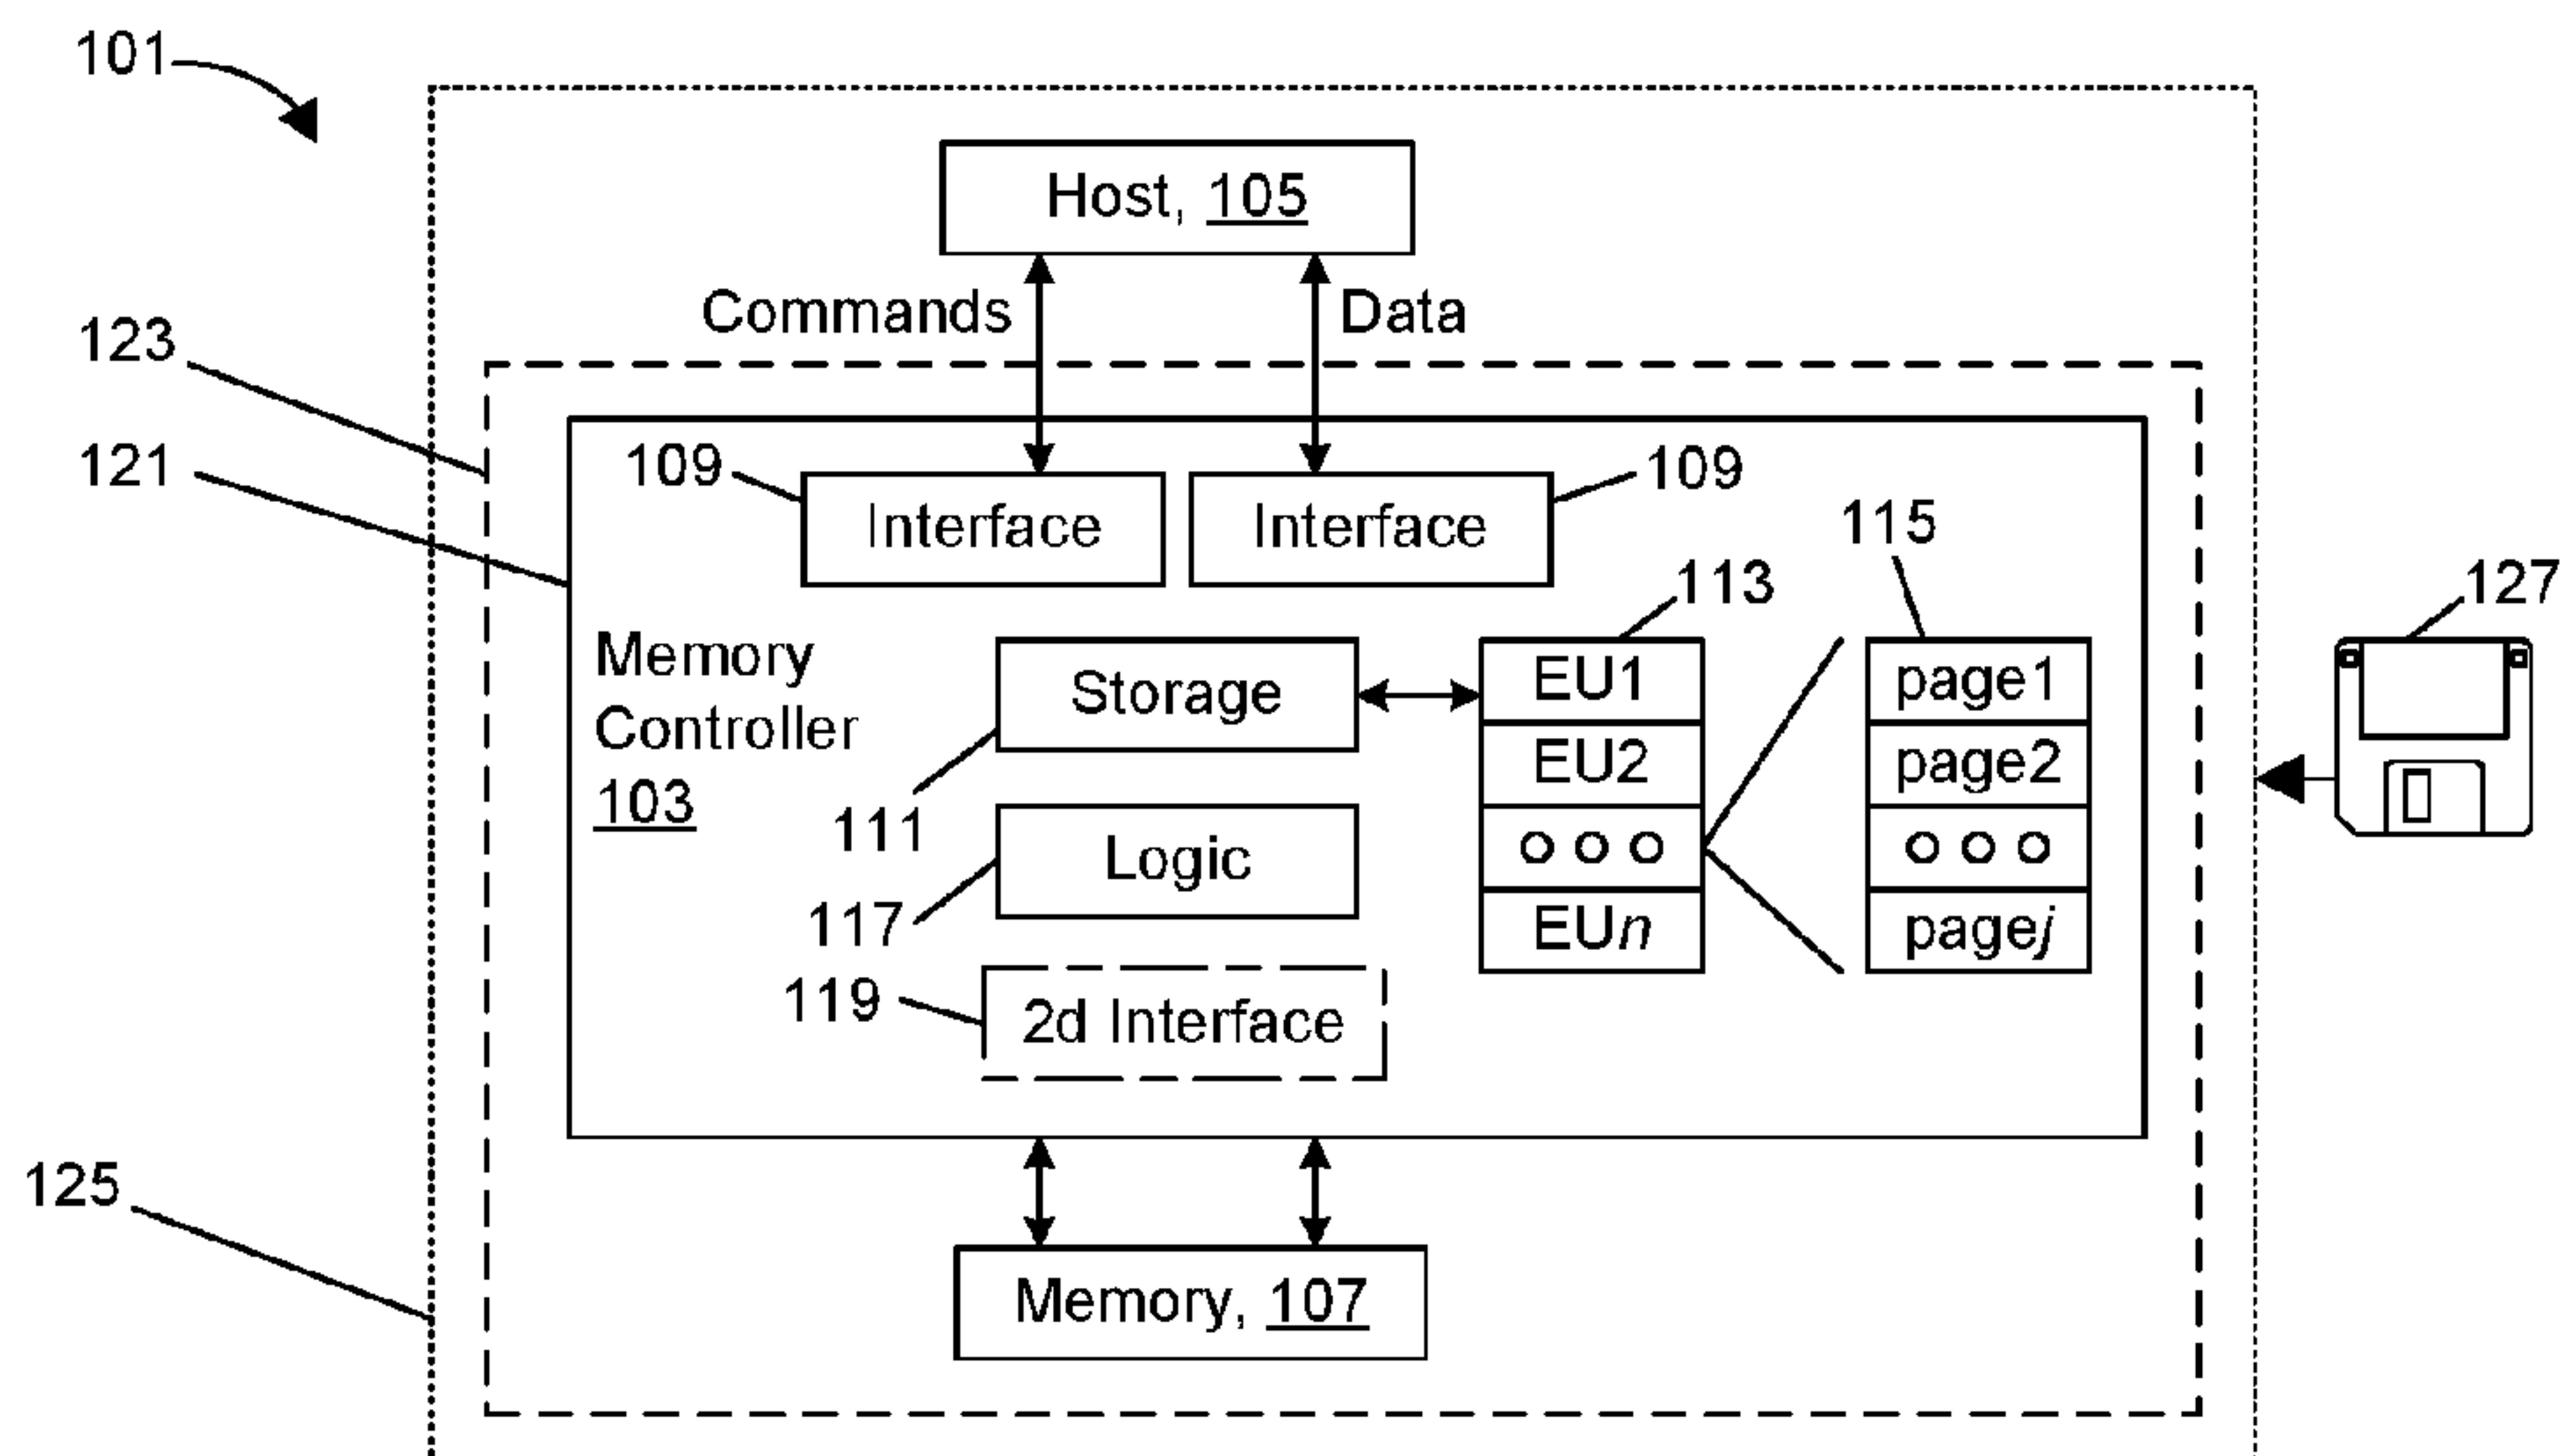 101
Host, 105
Commands
Data
123
121
109
Interface
Interface
109
115
113
127
Memory
Controller
103
Storage
111
EU1
EU2
○ ○ ○
EUn
page1
page2
○ ○ ○
pagej
Logic
117
119
2d Interface
125
Memory, 107